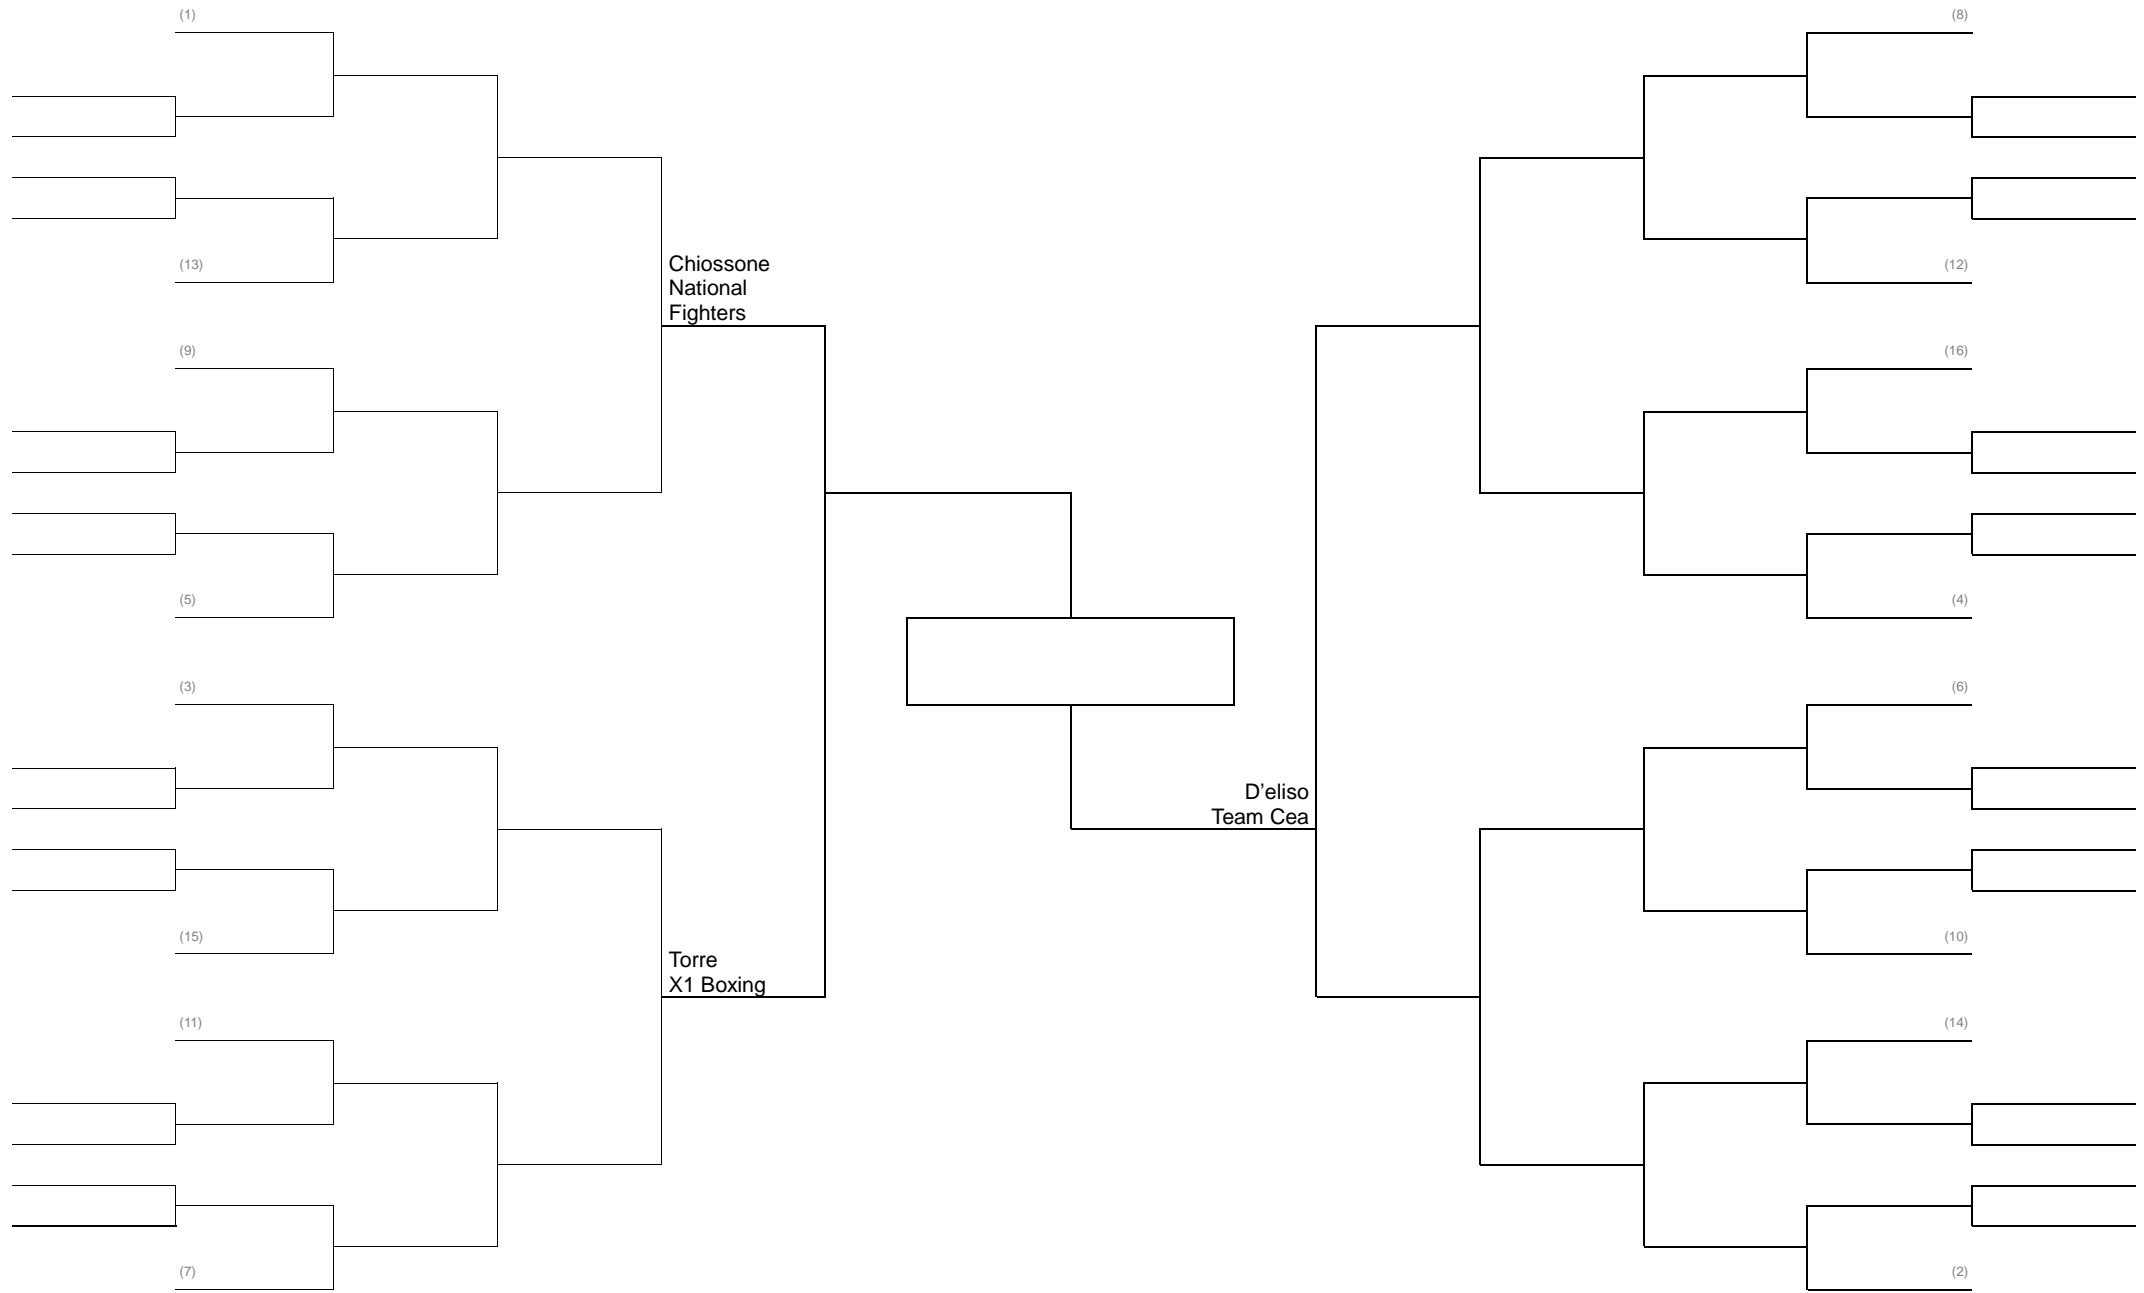 (1)
(8)
(13)
(12)
Chiossone
National
Fighters
(9)
(16)
(5)
(4)
(3)
(6)
D’eliso
Team Cea
(15)
(10)
Torre
X1 Boxing
(11)
(14)
(7)
(2)